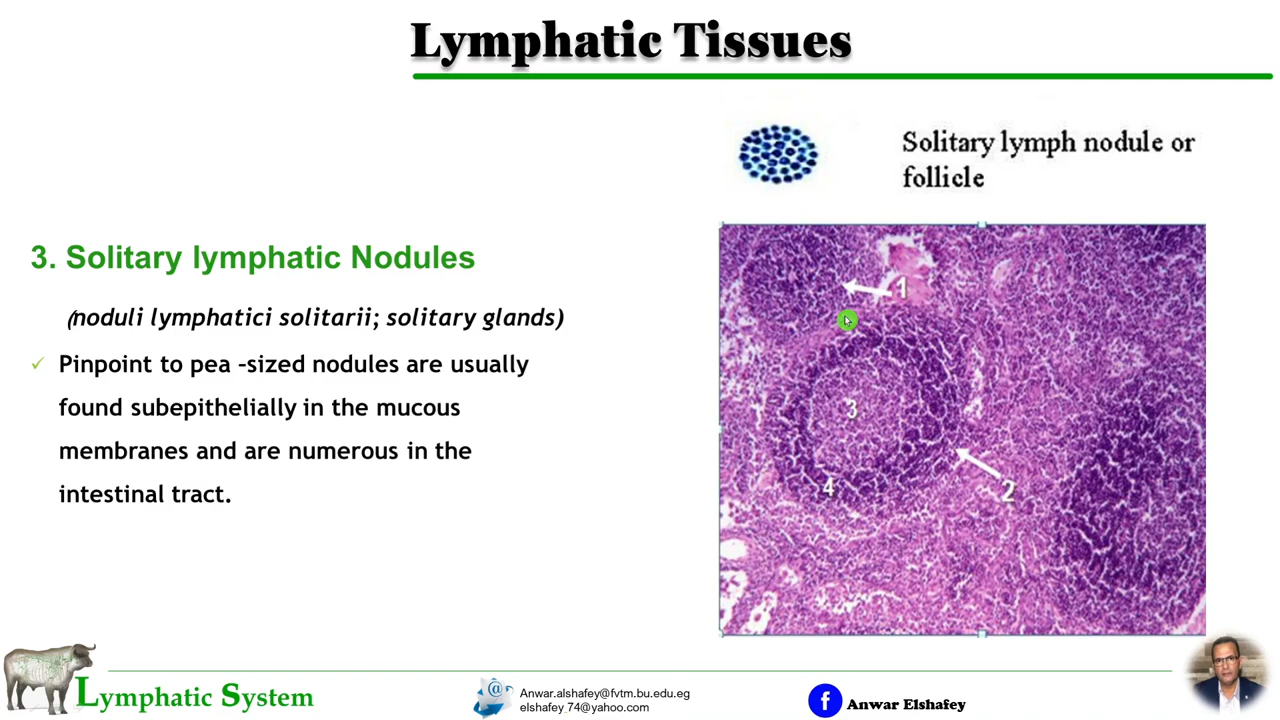 Lymphatic Tissues
Solitary lymph nodule or
follicle
3. Solitary lymphatic Nodules
(noduli lymphatici solitarii; solitary glands)
✓ Pinpoint to pea –sized nodules are usually
found subepithelially in the mucous
membranes and are numerous in the
intestinal tract.
1
3
4
2
Lymphatic System
@
Anwar.alshafey@fvtm.bu.edu.eg
elshafey_74@yahoo.com
f
Anwar Elshafey